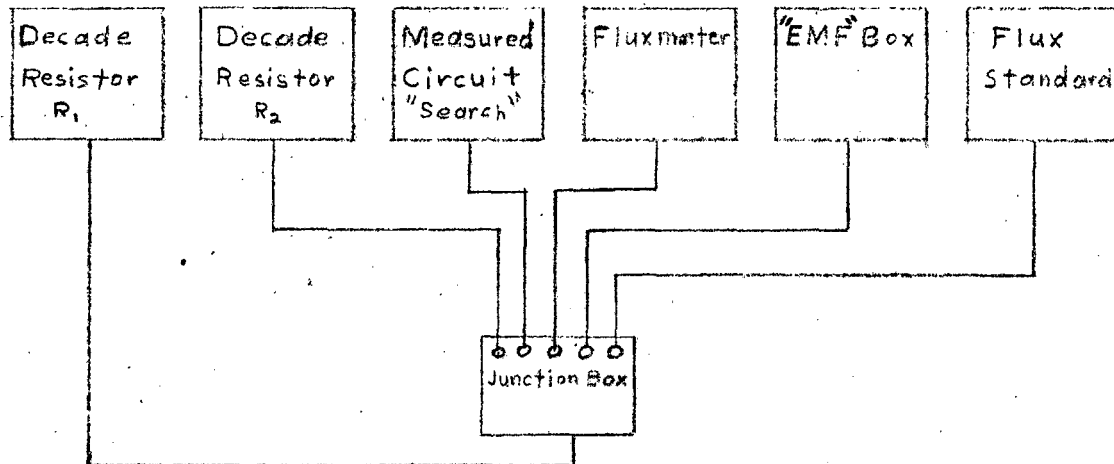 Decade
Resistor
R₁
Decade
Resistor
R₂
Measured
Circuit
"Search"
Fluxmeter
"EMF" Box
Flux
Standard
Junction Box